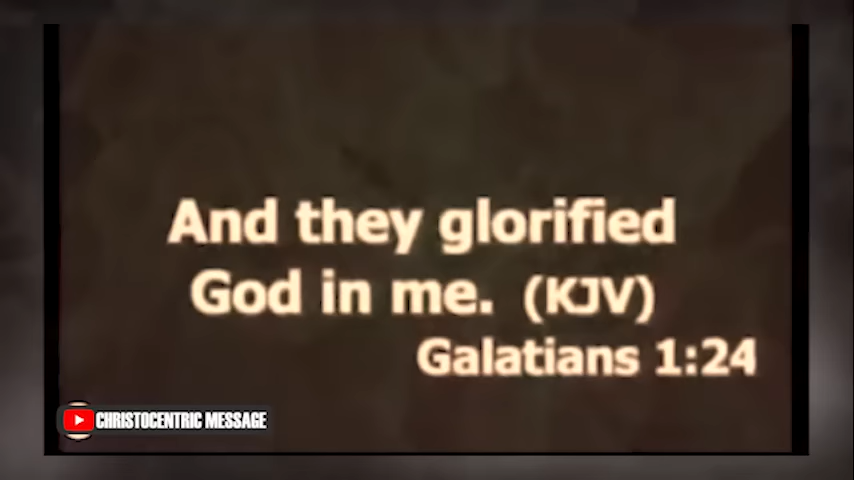 And they glorified
God in me. (KJV)
Galatians 1:24
CHRISTOCENTRIC MESSAGE